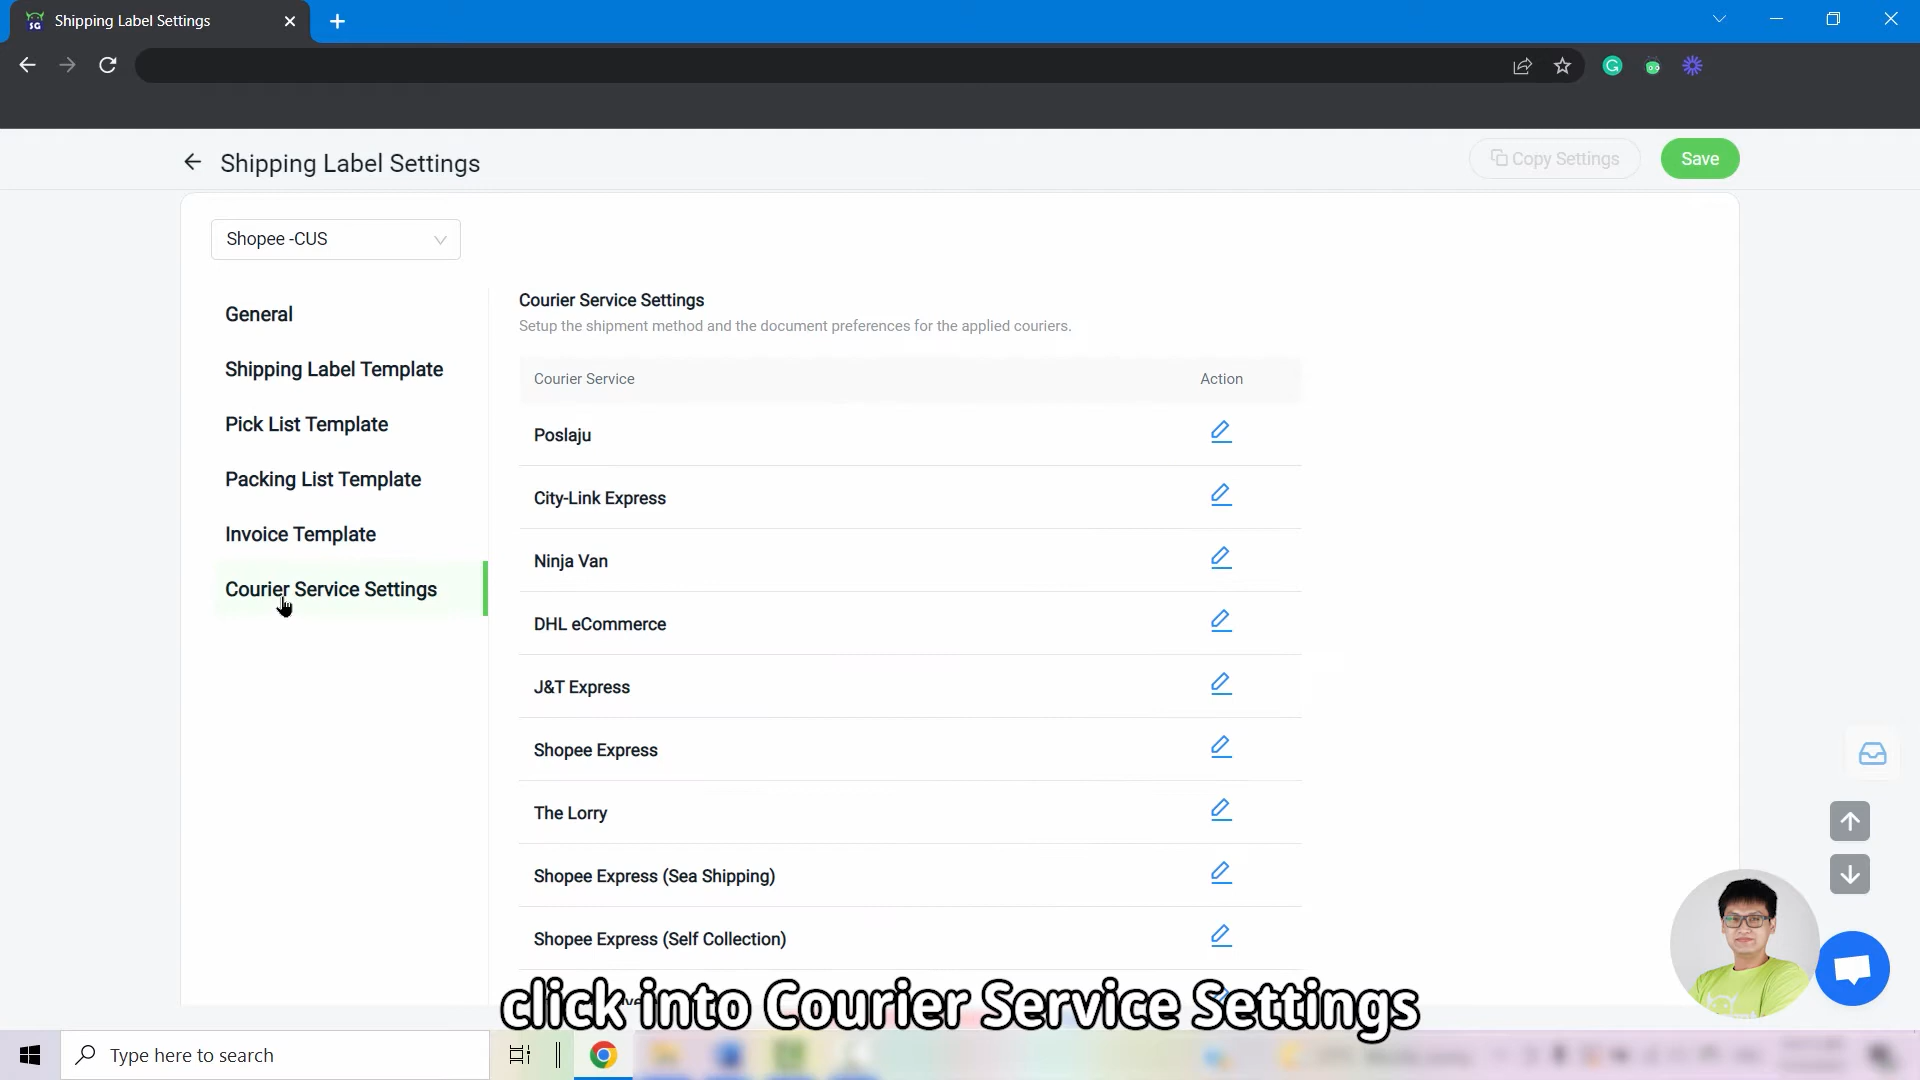 SG
Shipping Label Settings
Shipping Label Settings
Copy Settings
Save
Shopee -CUS
General
Shipping Label Template
Pick List Template
Packing List Template
Invoice Template
Courier Service Settings
Courier Service Settings
Setup the shipment method and the document preferences for the applied couriers.
Courier Service
Action
Poslaju
City-Link Express
Ninja Van
DHL eCommerce
J&T Express
Shopee Express
The Lorry
Shopee Express (Sea Shipping)
Shopee Express (Self Collection)
click into Courier Service Settings
Type here to search